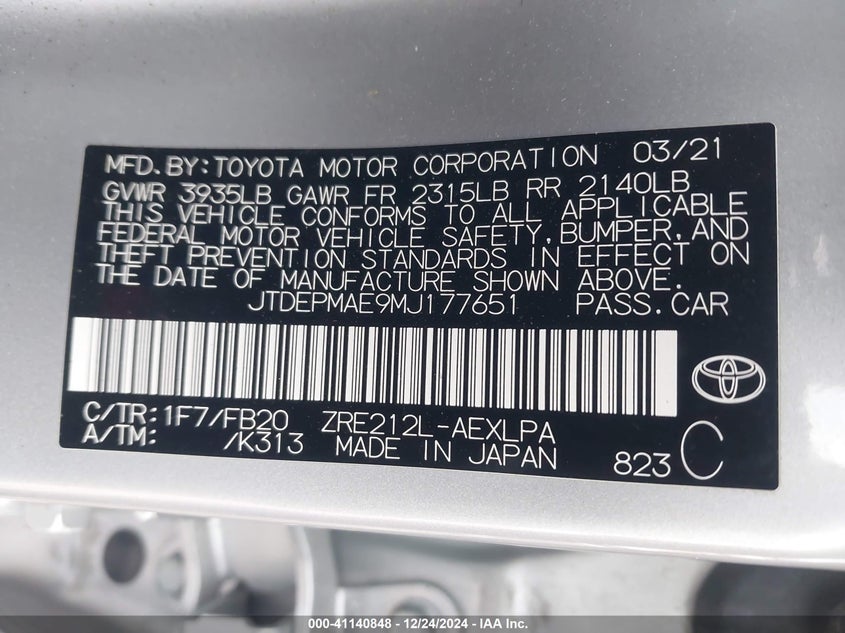 MFD.BY:TOYOTA MOTOR CORPORATION 03/21
GVWR 3935LB GAWR FR 2315LB RR 2140LB
THIS VEHICLE CONFORMS TO ALL APPLICABLE
FEDERAL MOTOR VEHICLE SAFETY,BUMPER,AND
THEFT PREVENTION STANDARDS IN EFFECT ON
THE DATE OF MANUFACTURE SHOWN ABOVE.
JTDEPMAE9MJ177651 PASS.CAR
C/TR:1F7/FB20 ZRE212L-AEXLPA
A/TM: /K313 MADE IN JAPAN 823 C
000-41140848 - 12/24/2024 - IAA Inc.